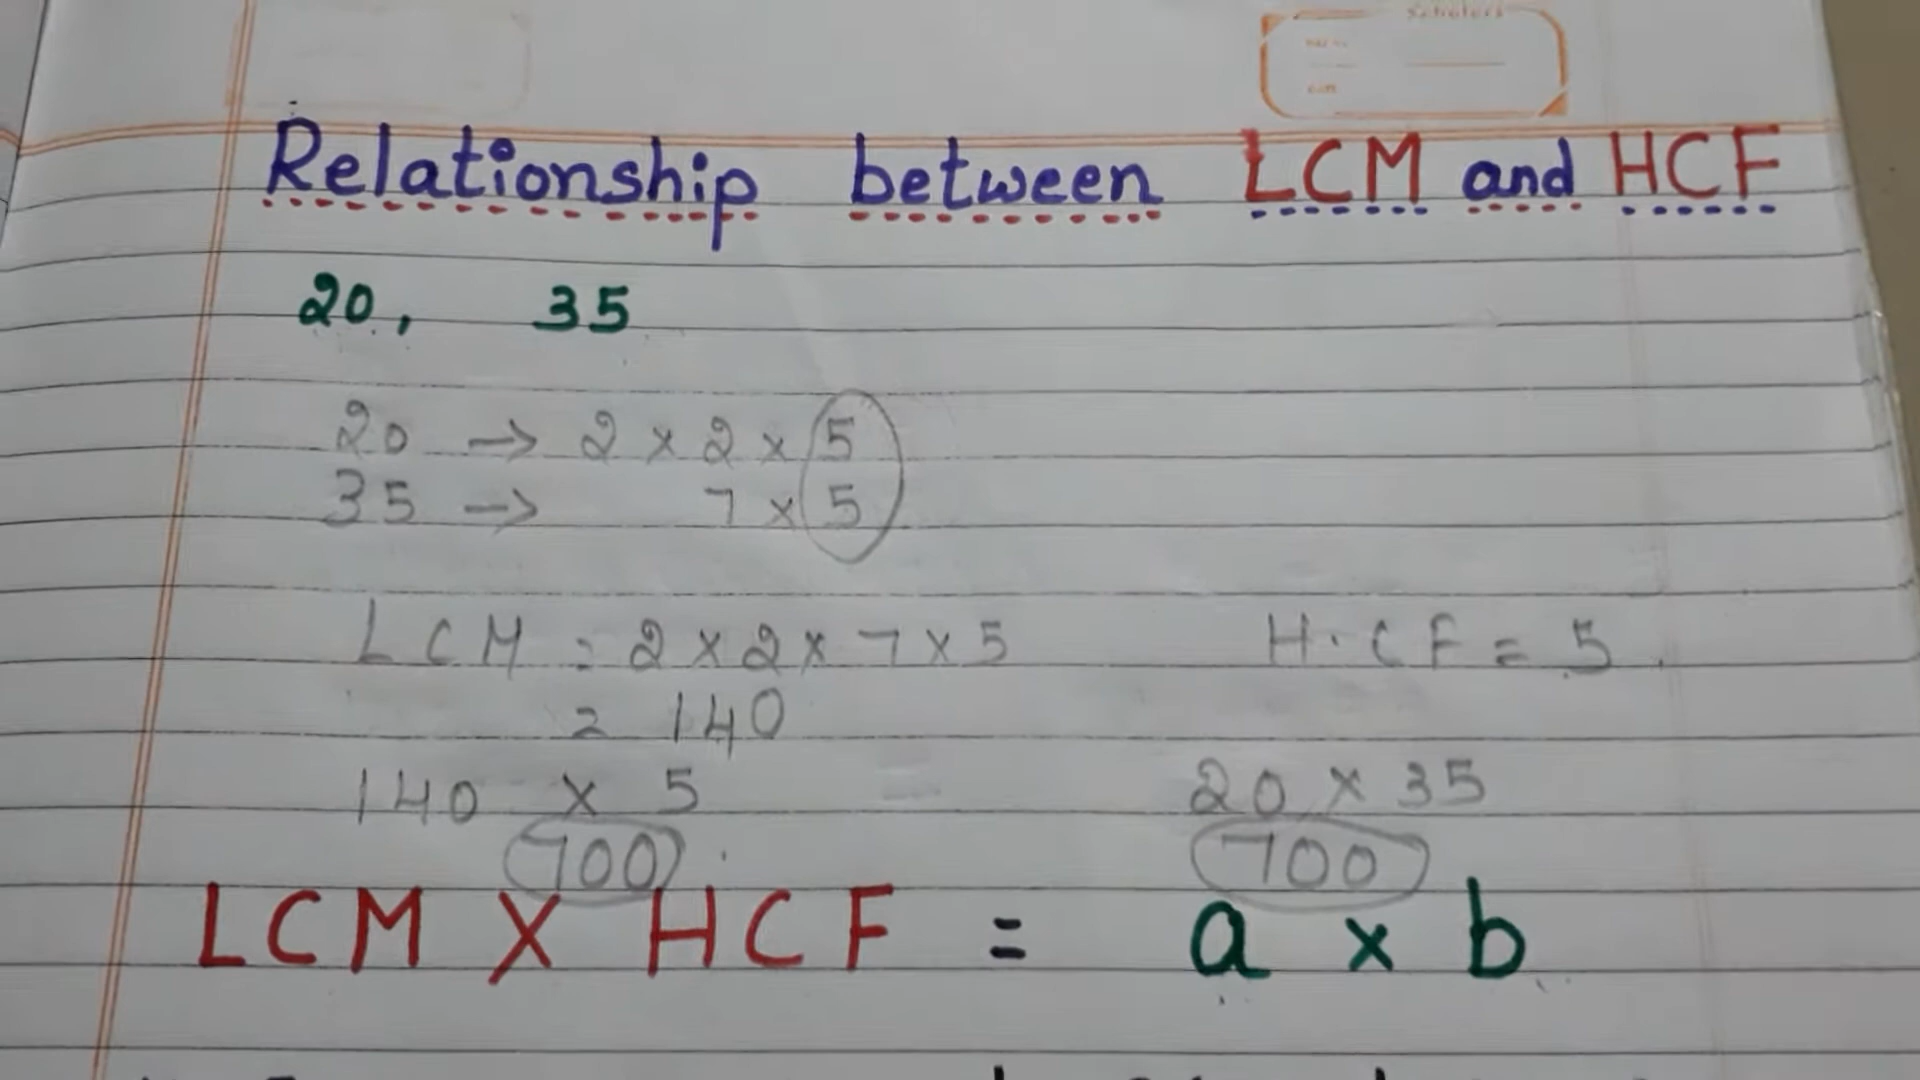 Scholars
Relationship between LCM and HCF
20, 35
20 → 2 × 2 × 5
35 → 7 × 5
LCM = 2 × 2 × 7 × 5 H.CF = 5
= 140
140 × 5 20 × 35
700 700
LCM X HCF = a × b